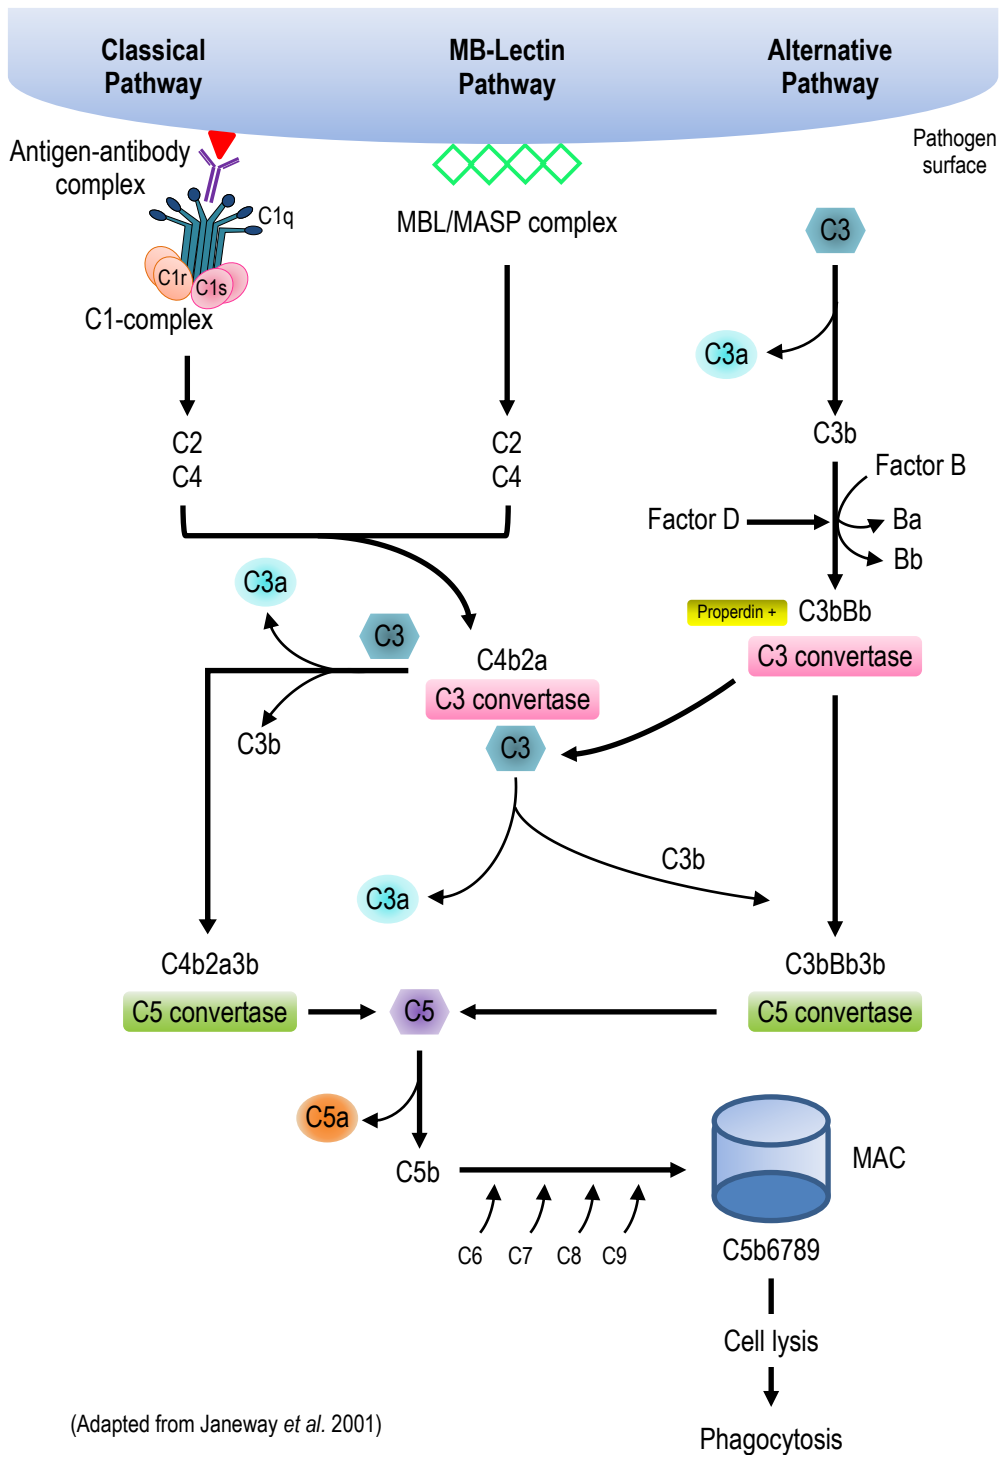 Classical
Pathway
MB-Lectin
Pathway
Alternative
Pathway
Pathogen
surface
Antigen-antibody
complex
C1q
C1r
C1s
C1-complex
MBL/MASP complex
C3
C3a
C3b
C2
C4
C2
C4
Factor B
Factor D
Ba
Bb
C3a
C3
C3b
C4b2a
C3 convertase
Properdin +
C3bBb
C3 convertase
C3
C3a
C3b
C4b2a3b
C5 convertase
C5
C3bBb3b
C5 convertase
C5a
C5b
C6
C7
C8
C9
MAC
C5b6789
Cell lysis
Phagocytosis
(Adapted from Janeway et al. 2001)